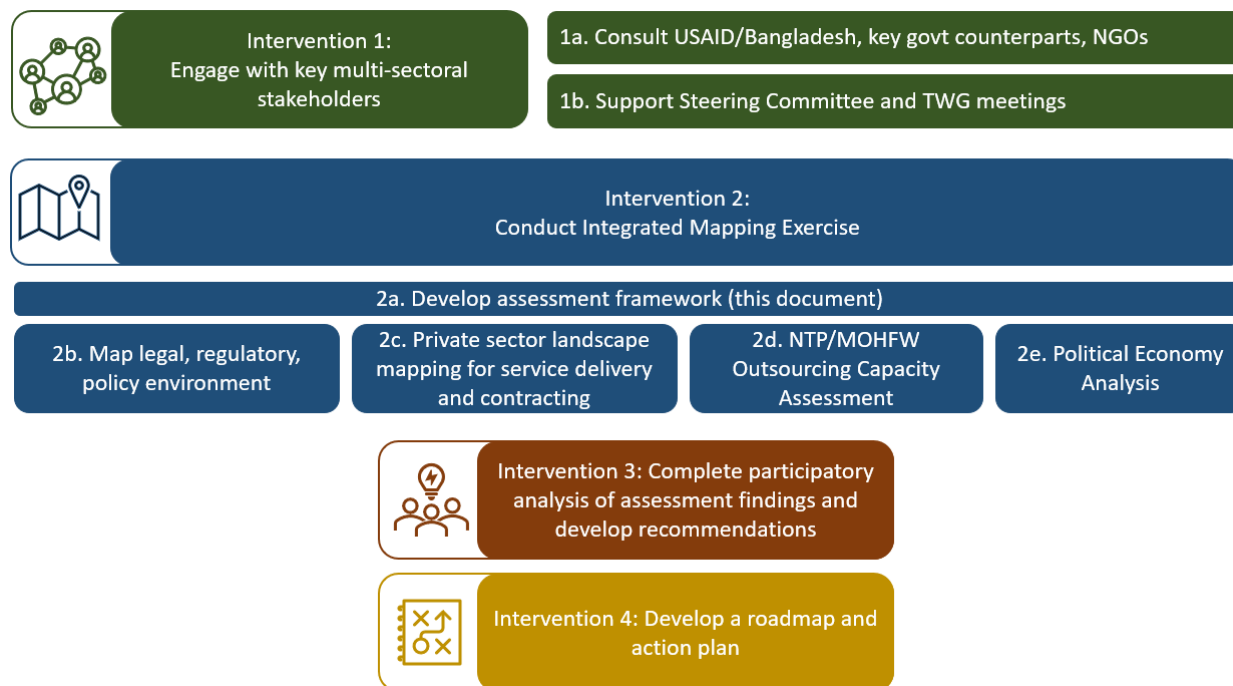 Intervention 1:
Engage with key multi-sectoral
stakeholders
1a. Consult USAID/Bangladesh, key govt counterparts, NGOs
1b. Support Steering Committee and TWG meetings
Intervention 2:
Conduct Integrated Mapping Exercise
2a. Develop assessment framework (this document)
2b. Map legal, regulatory,
policy environment
2c. Private sector landscape
mapping for service delivery
and contracting
2d. NTP/MOHFW
Outsourcing Capacity
Assessment
2e. Political Economy
Analysis
Intervention 3: Complete participatory
analysis of assessment findings and
develop recommendations
Intervention 4: Develop a roadmap and
action plan